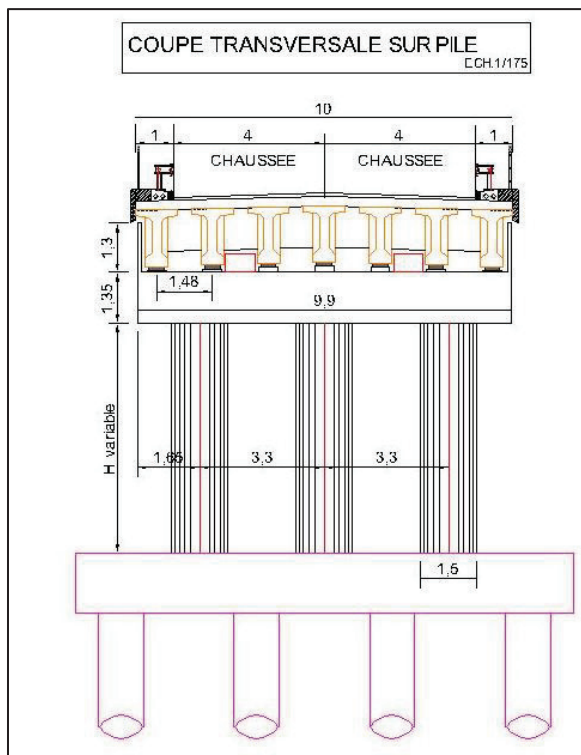 COUPE TRANSVERSALE SUR PILE
ECH.1/175
10
1 4 4 1
CHAUSSEE CHAUSSEE
1,3
1,48
1,35
9,9
H variable
1,65 3,3 3,3
1,5